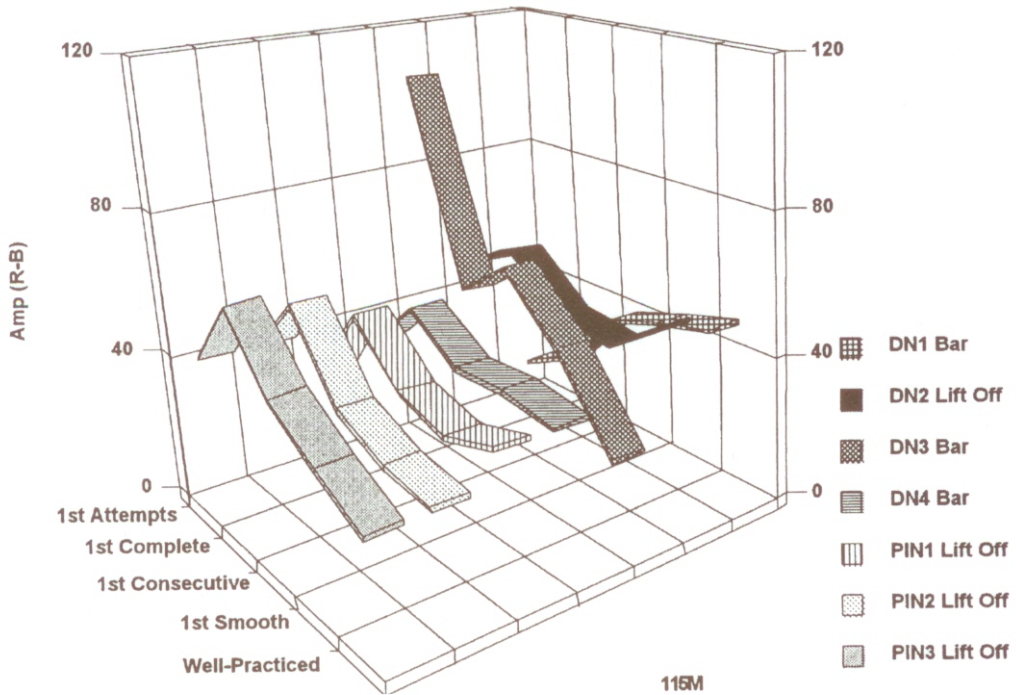 120
80
40
0
Amp (R-B)
1st Attempts
1st Complete
1st Consecutive
1st Smooth
Well-Practiced
120
80
40
0
DN1 Bar
DN2 Lift Off
DN3 Bar
DN4 Bar
PIN1 Lift Off
PIN2 Lift Off
PIN3 Lift Off
115M